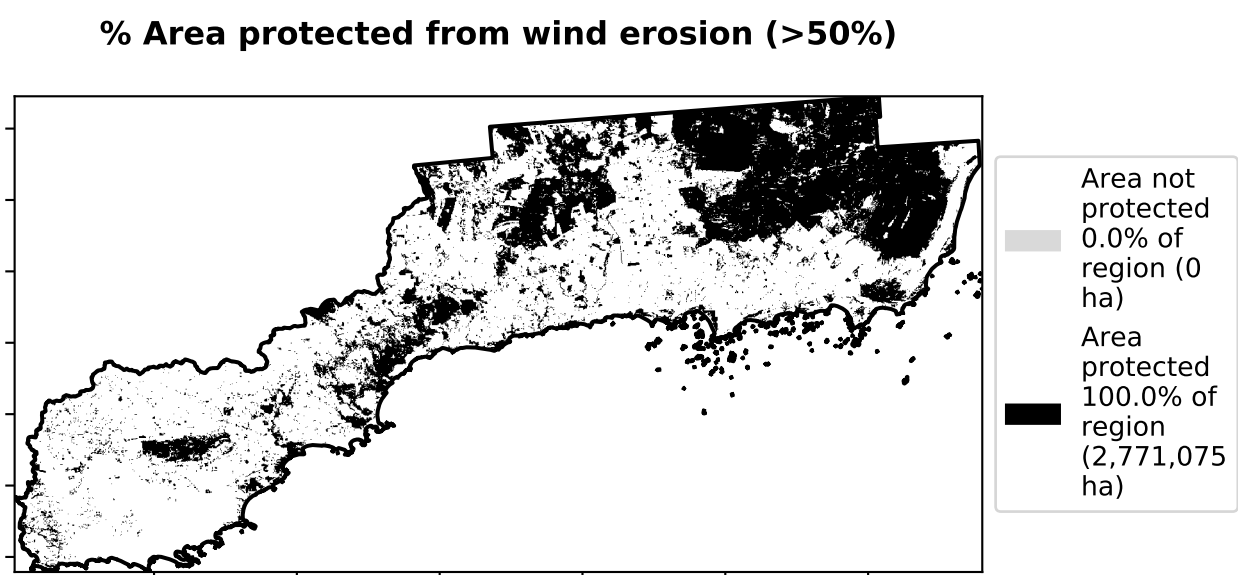 % Area protected from wind erosion (>50%)
Area not
protected
0.0% of
region (0
ha)
Area
protected
100.0% of
region
(2,771,075
ha)